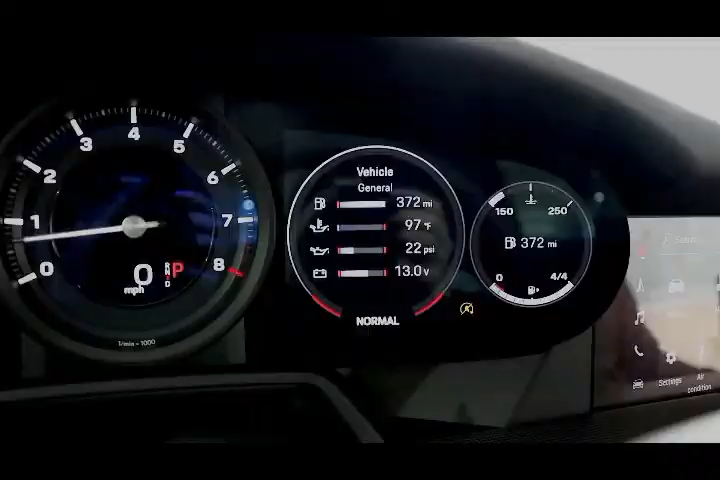 0
1
2
3
4
5
6
7
8
0
mph
R
N
D
P
1/min × 1000
Vehicle
General
372 mi
97 °F
22 psi
13.0 V
NORMAL
150 250
372 mi
0 4/4
Settings
Air
condition